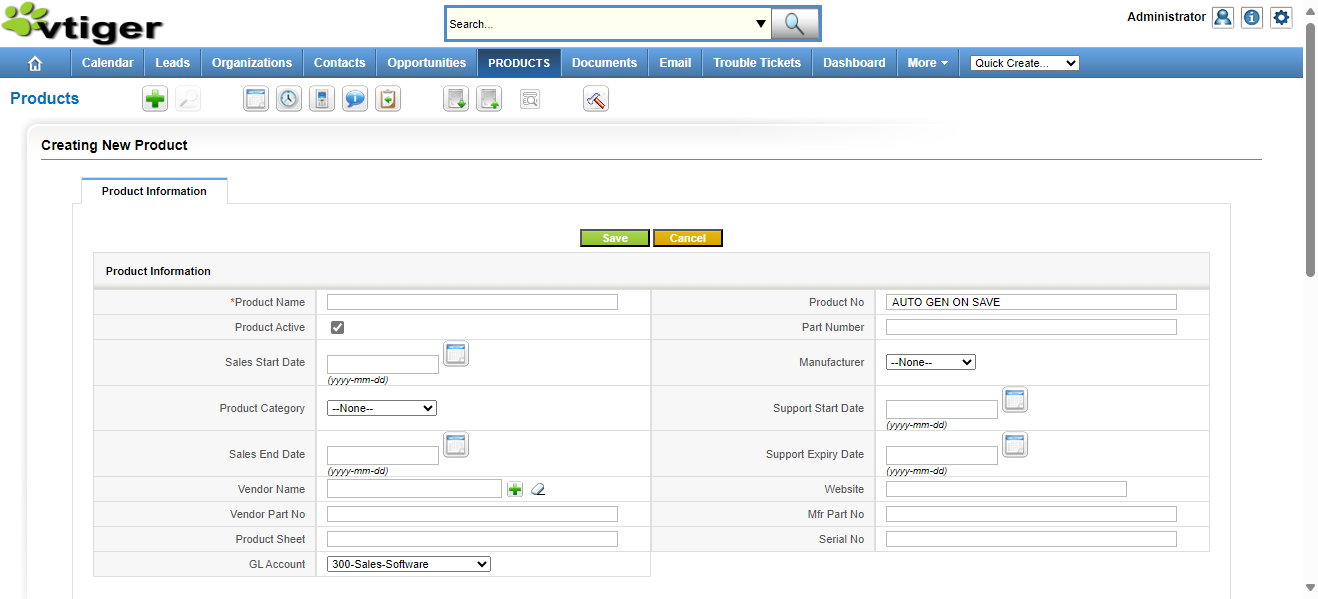 vtiger
Search...
Administrator
Calendar Leads Organizations Contacts Opportunities PRODUCTS Documents Email Trouble Tickets Dashboard More Quick Create...
Products
Creating New Product
Product Information
Save Cancel
Product Information
*Product Name Product No AUTO GEN ON SAVE
Product Active Part Number
Sales Start Date (yyyy-mm-dd) Manufacturer --None--
Product Category --None-- Support Start Date (yyyy-mm-dd)
Sales End Date (yyyy-mm-dd) Support Expiry Date (yyyy-mm-dd)
Vendor Name Website
Vendor Part No Mfr Part No
Product Sheet Serial No
GL Account 300-Sales-Software